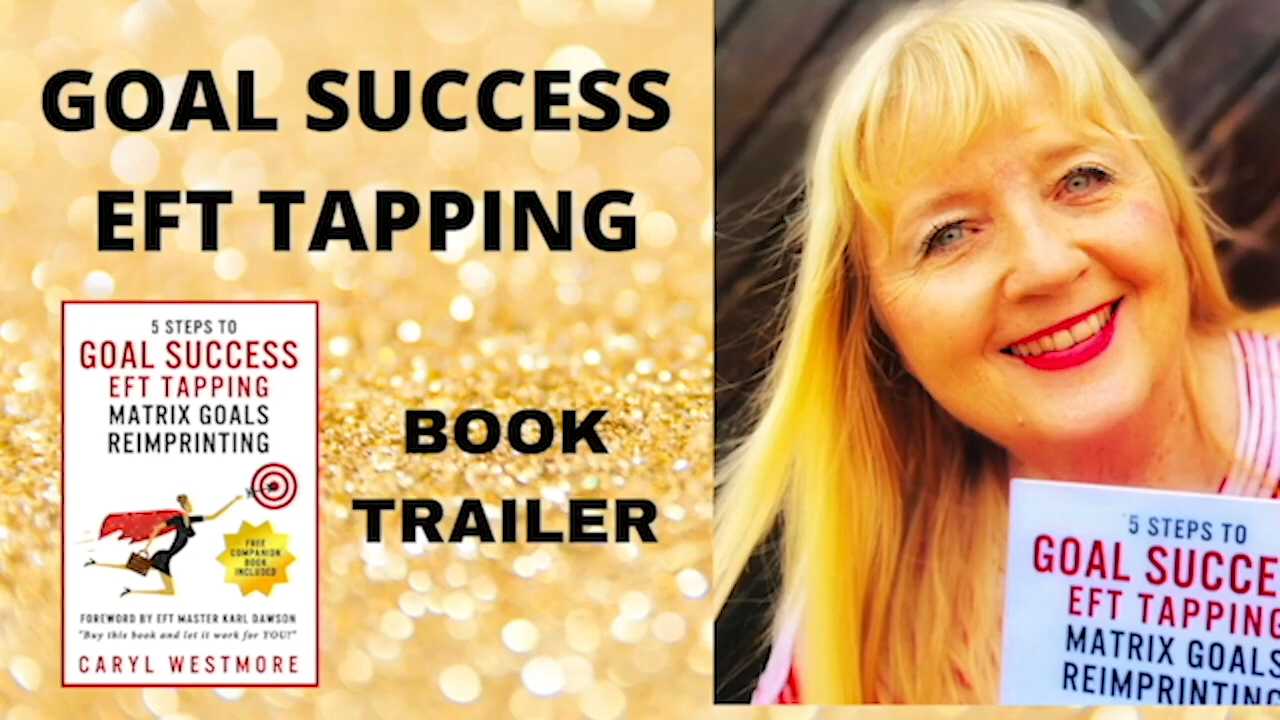 GOAL SUCCESS
EFT TAPPING
5 STEPS TO
GOAL SUCCESS
EFT TAPPING
MATRIX GOALS
REIMPRINTING
FREE
COMPANION
BOOK
INCLUDED
FOREWORD BY EFT MASTER KARL DAWSON
"Buy this book and let it work for YOU!"
CARYL WESTMORE
BOOK
TRAILER
5 STEPS TO
GOAL SUCCE
EFT TAPPING
MATRIX GOALS
REIMPRINTING